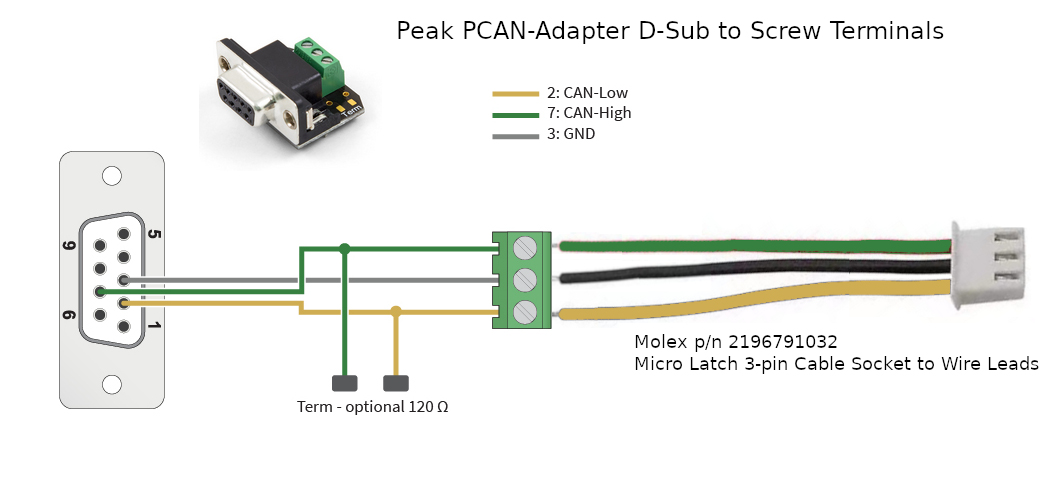 Peak PCAN-Adapter D-Sub to Screw Terminals
2: CAN-Low
7: CAN-High
3: GND
Term
5
9
6
1
Molex p/n 2196791032
Micro Latch 3-pin Cable Socket to Wire Leads
Term - optional 120 Ω